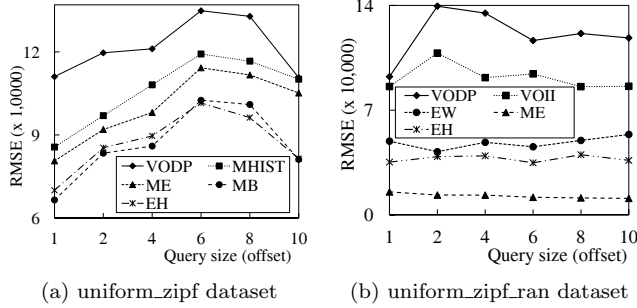 RMSE (x 1,0000)
12
9
6
VODP MHIST
ME MB
EH
1 2 4 6 8 10
Query size (offset)
(a) uniform_zipf dataset
RMSE (x 10,000)
14
7
0
VODP VOII
EW ME
EH
1 2 4 6 8 10
Query size (offset)
(b) uniform_zipf_ran dataset